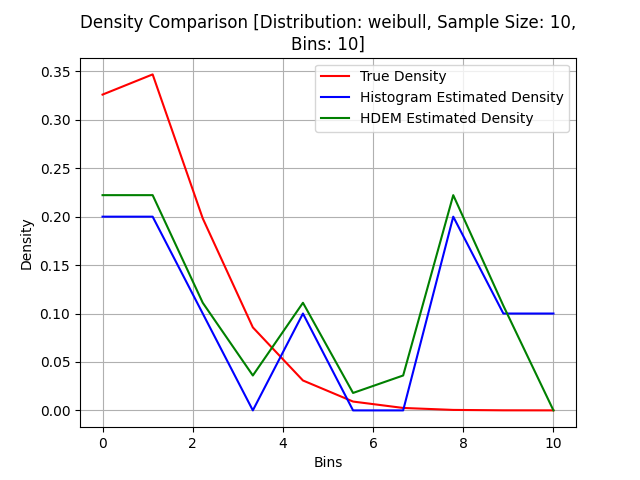 Density Comparison [Distribution: weibull, Sample Size: 10,
Bins: 10]
True Density
Histogram Estimated Density
HDEM Estimated Density
Density
0.35
0.30
0.25
0.20
0.15
0.10
0.05
0.00
0 2 4 6 8 10
Bins